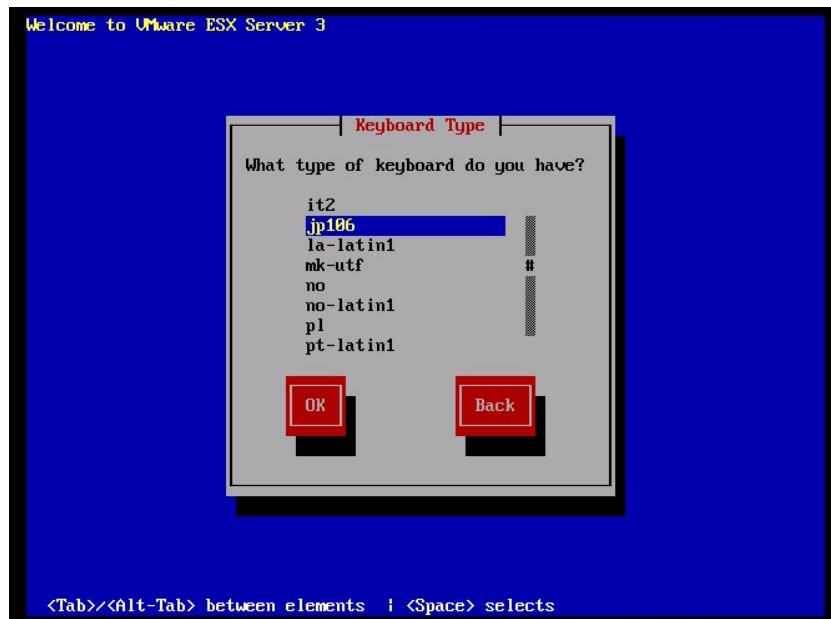 Welcome to VMware ESX Server 3
Keyboard Type
What type of keyboard do you have?
it2
jp106
la-latin1
mk-utf
#
no
no-latin1
pl
pt-latin1
OK
Back
<Tab>/<Alt-Tab> between elements | <Space> selects